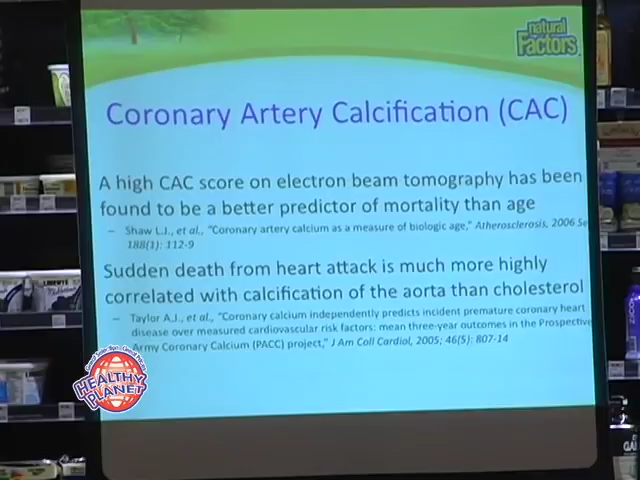 natural
Factors
Coronary Artery Calcification (CAC)
A high CAC score on electron beam tomography has been
found to be a better predictor of mortality than age
– Shaw L.J., et al., "Coronary artery calcium as a measure of biologic age," Atherosclerosis, 2006 Se
188(1): 112-9
Sudden death from heart attack is much more highly
correlated with calcification of the aorta than cholesterol
– Taylor A.J., et al., "Coronary calcium independently predicts incident premature coronary heart
disease over measured cardiovascular risk factors: mean three-year outcomes in the Prospective
Army Coronary Calcium (PACC) project," J Am Coll Cardiol, 2005; 46(5): 807-14
HEALTHY
PLANET
LIBERTÉ